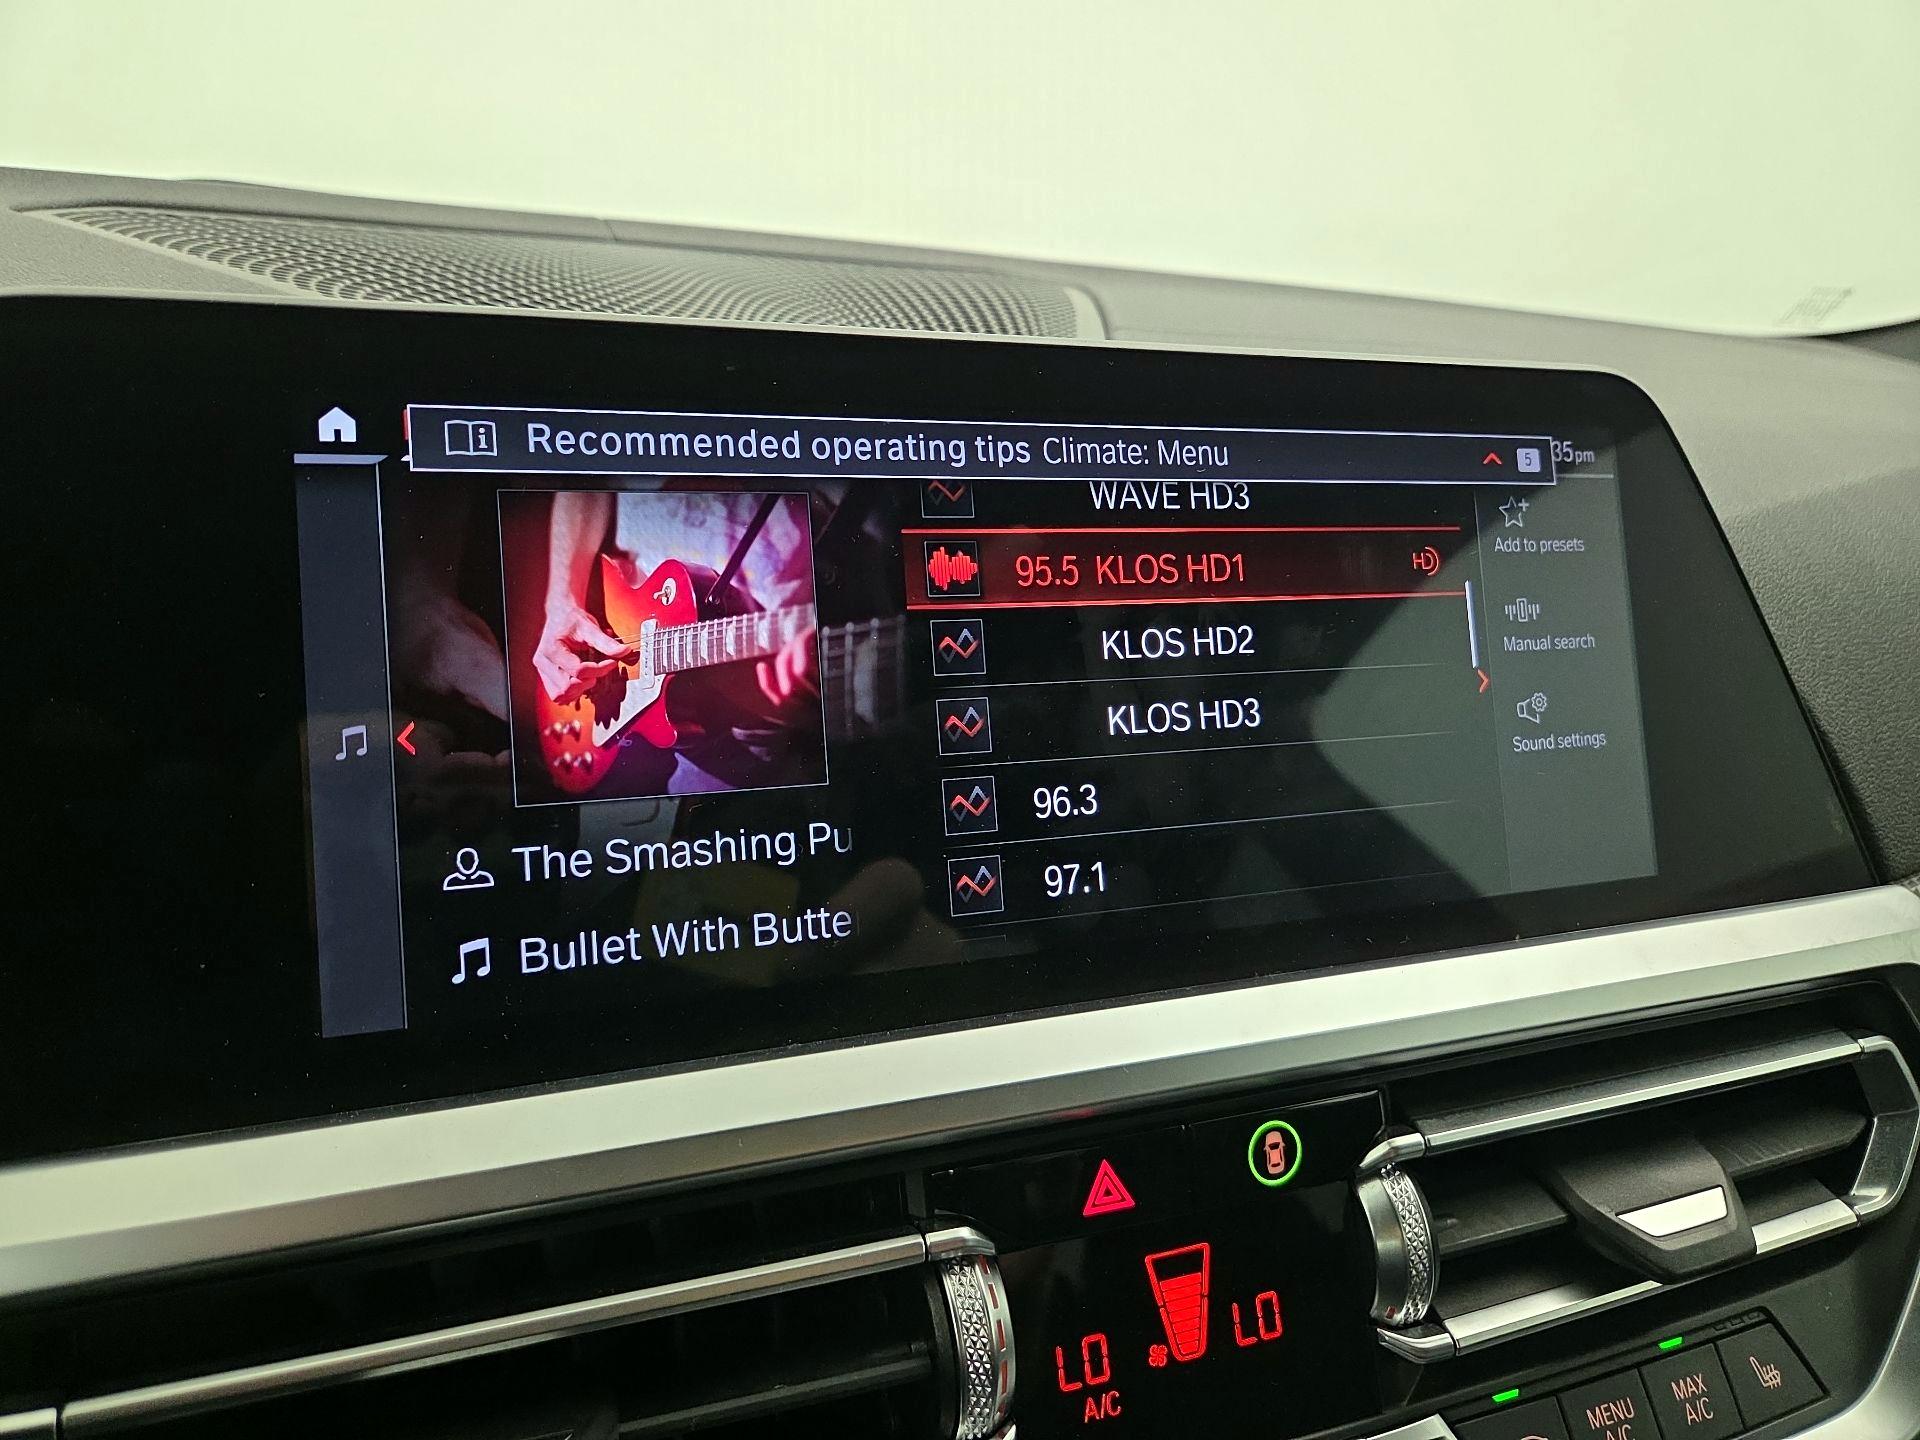 Recommended operating tips Climate: Menu
5
35pm
WAVE HD3
95.5 KLOS HD1
HD
KLOS HD2
KLOS HD3
96.3
97.1
Add to presets
Manual search
Sound settings
The Smashing Pu
Bullet With Butte
LO
LO
A/C
MENU
A/C
MAX
A/C